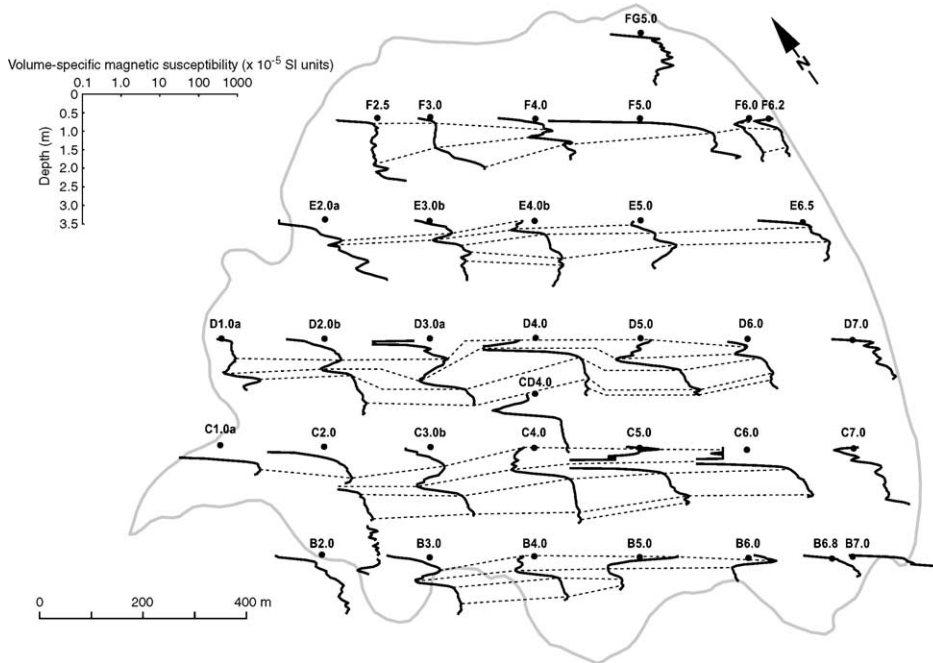 FG5.0
Volume-specific magnetic susceptibility (x 10-5 SI units)
0.1 1.0 10 400 1000
Depth (m)
0
0.5
1.0
1.5
2.0
2.5
3.0
3.5
N
F2.5 F3.0 F4.0 F5.0 F6.0 F6.2
E2.0a E3.0b E4.0b E5.0 E6.5
D1.0a D2.0b D3.0a D4.0 D5.0 D6.0 D7.0
CD4.0
C1.0a C2.0 C3.0b C4.0 C5.0 C6.0 C7.0
B2.0 B3.0 B4.0 B5.0 B6.0 B6.8 B7.0
0 200 400 m